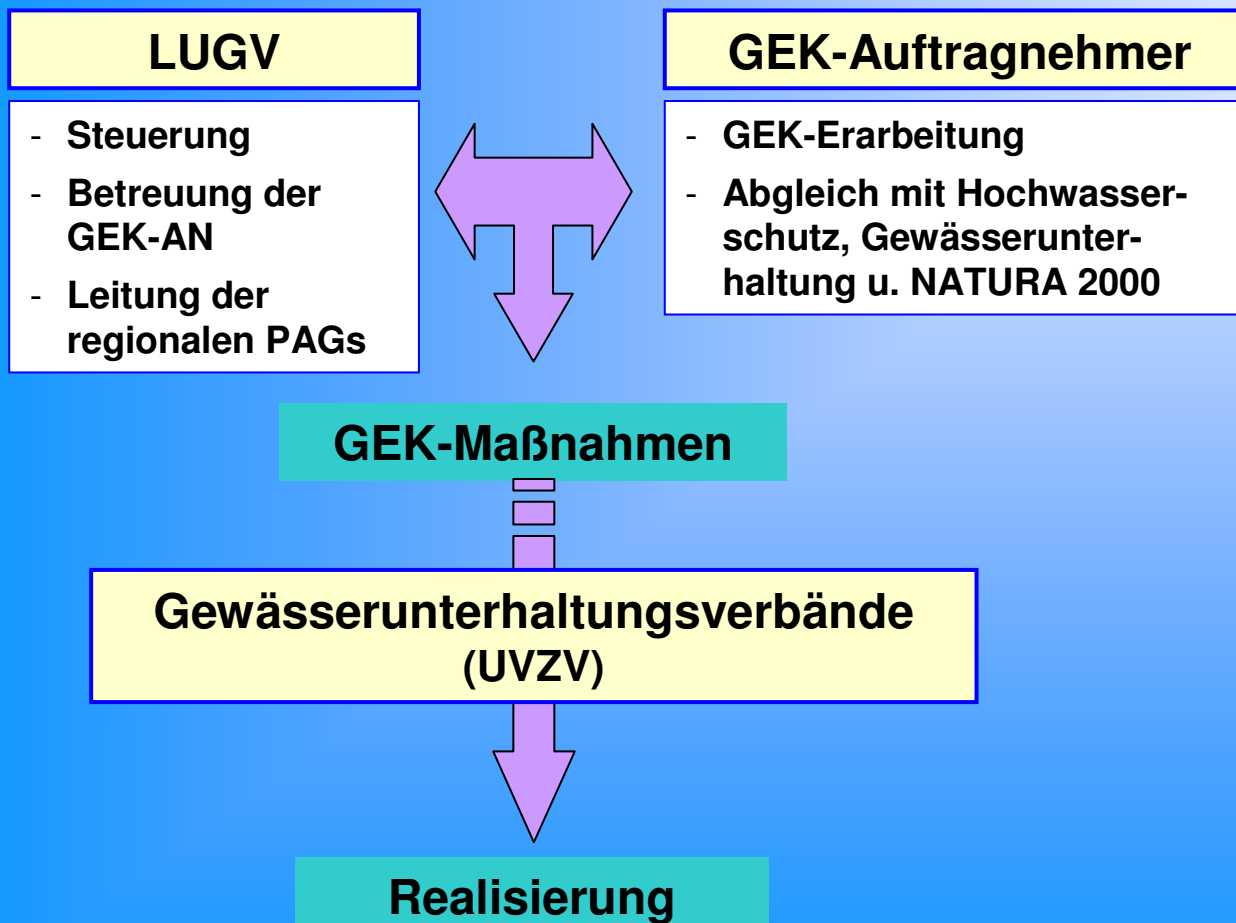 LUGV
- Steuerung
- Betreuung der
GEK-AN
- Leitung der
regionalen PAGs
GEK-Auftragnehmer
- GEK-Erarbeitung
- Abgleich mit Hochwasser-
schutz, Gewässerunter-
haltung u. NATURA 2000
GEK-Maßnahmen
Gewässerunterhaltungsverbände
(UVZV)
Realisierung